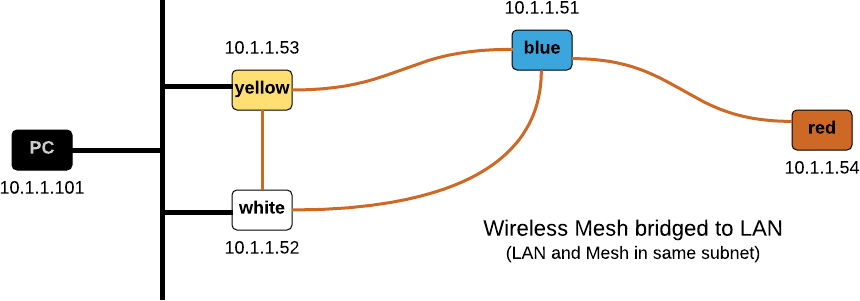 10.1.1.51
10.1.1.53
blue
yellow
red
PC
10.1.1.101
10.1.1.54
white
10.1.1.52
Wireless Mesh bridged to LAN
(LAN and Mesh in same subnet)